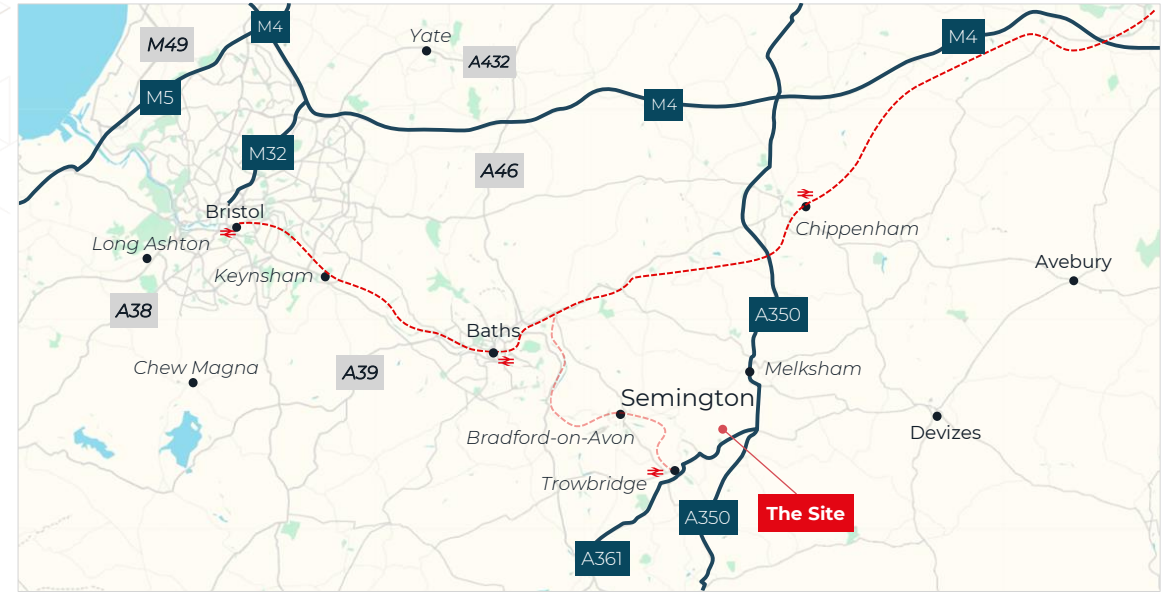 M4
M49
Yate
A432
M4
M5
M4
M32
A46
Bristol
Long Ashton
Chippenham
Keynsham
Avebury
A38
A350
Baths
Chew Magna
A39
Melksham
Semington
Bradford-on-Avon
Devizes
Trowbridge
A350
The Site
A361